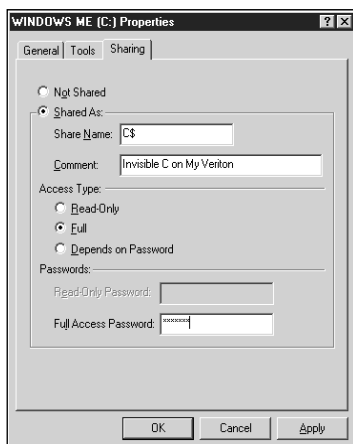 WINDOWS ME (C:) Properties
General Tools Sharing
Not Shared
Shared As:
Share Name: C$
Comment: Invisible C on My Veriton
Access Type:
Read-Only
Full
Depends on Password
Passwords:
Read-Only Password:
Full Access Password: *******
OK Cancel Apply